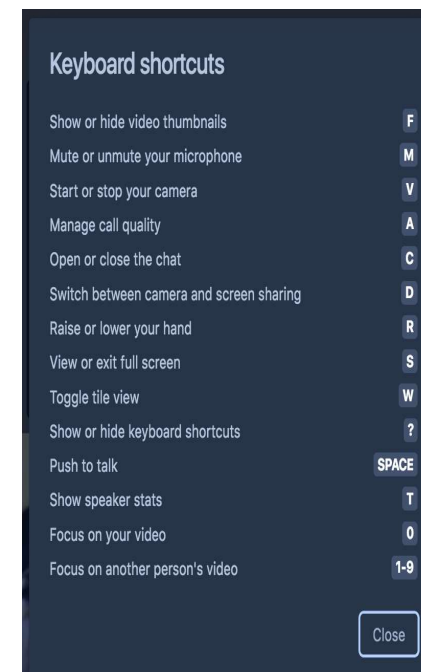 Keyboard shortcuts
Show or hide video thumbnails F
Mute or unmute your microphone M
Start or stop your camera V
Manage call quality A
Open or close the chat C
Switch between camera and screen sharing D
Raise or lower your hand R
View or exit full screen S
Toggle tile view W
Show or hide keyboard shortcuts ?
Push to talk SPACE
Show speaker stats T
Focus on your video 0
Focus on another person's video 1-9
Close